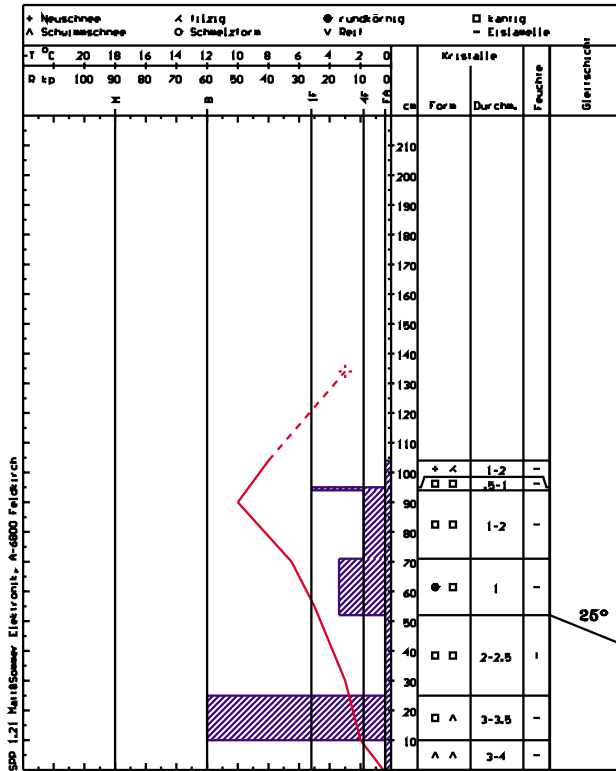 + Neuschnee ⁁ filzig ● rundkörnig □ kantig
∧ Schwimmschnee ○ Schmelzform ∨ Reif − Eislamelle
-T °C 20 18 16 14 12 10 8 6 4 2 0
R kp 100 90 80 70 60 50 40 30 20 10 0
M B 1F 4F FA
cm
Kristalle
Form Durchm.
Feuchte
Gleitschicht
210
200
190
180
170
160
150
140
130
120
110
100
90
80
70
60
50
40
30
20
10
+ ⁁ 1-2 −
□ □ .5-1 −
□ □ 1-2 −
● □ 1 −
25°
□ □ 2-2.5 I
□ ∧ 3-3.5 −
∧ ∧ 3-4 −
SPP 1.21 Matt&Sommer Elektronik, A-6800 Feldkirch